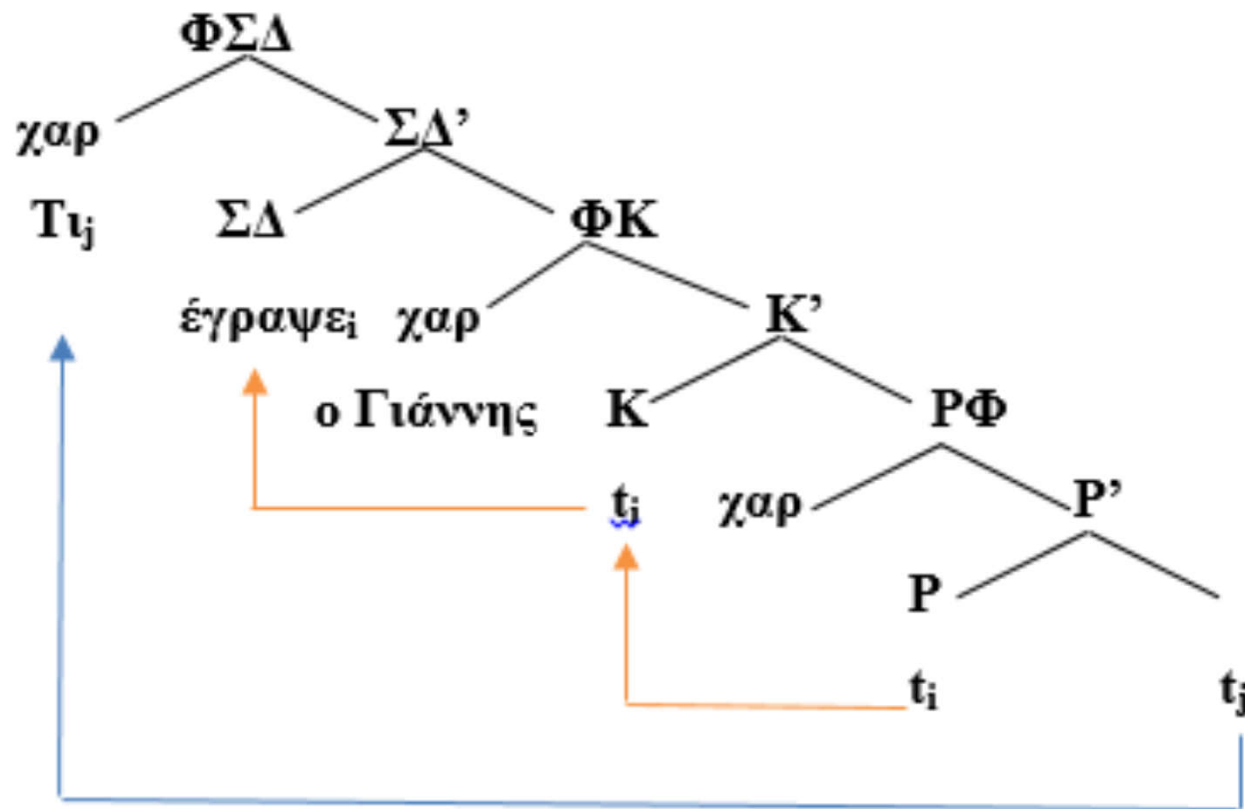 ΦΣΔ
χαρ ΣΔ’
Τιj ΣΔ ΦΚ
έγραψεi χαρ Κ’
ο Γιάννης Κ ΡΦ
ti χαρ Ρ’
Ρ
ti tj